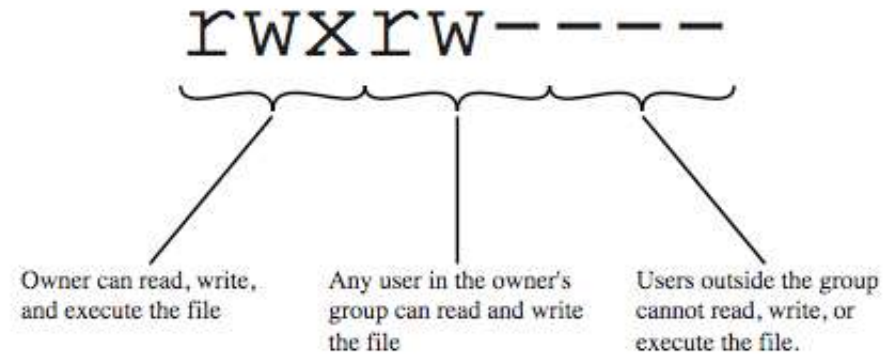 rwxrw----
Owner can read, write,
and execute the file
Any user in the owner's
group can read and write
the file
Users outside the group
cannot read, write, or
execute the file.